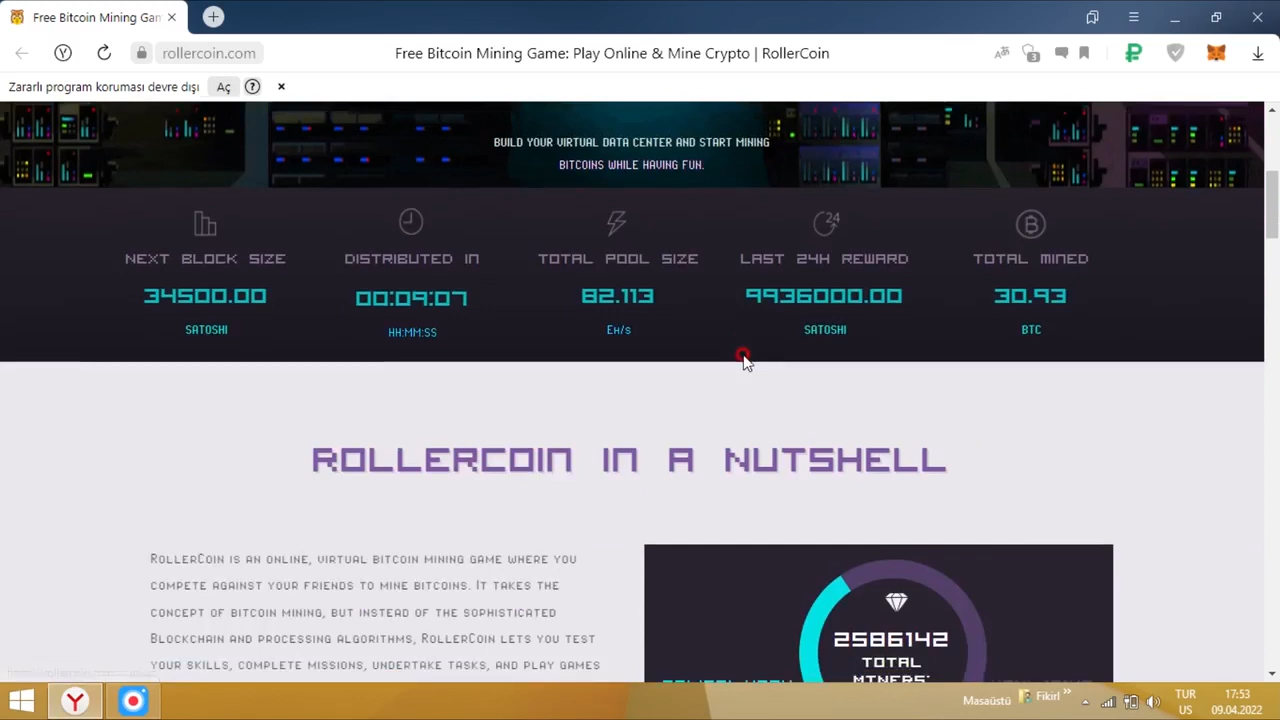 Free Bitcoin Mining Gan
rollercoin.com
Free Bitcoin Mining Game: Play Online & Mine Crypto | RollerCoin
3
Zararlı program koruması devre dışı Aç ? ×
BUILD YOUR VIRTUAL DATA CENTER AND START MINING
BITCOINS WHILE HAVING FUN.
24
NEXT BLOCK SIZE
DISTRIBUTED IN
TOTAL POOL SIZE
LAST 24H REWARD
TOTAL MINED
34500.00
00:09:07
82.113
9936000.00
30.93
SATOSHI
HH:MM:SS
EH/S
SATOSHI
BTC
ROLLERCOIN IN A NUTSHELL
ROLLERCOIN IS AN ONLINE, VIRTUAL BITCOIN MINING GAME WHERE YOU
COMPETE AGAINST YOUR FRIENDS TO MINE BITCOINS. IT TAKES THE
CONCEPT OF BITCOIN MINING, BUT INSTEAD OF THE SOPHISTICATED
BLOCKCHAIN AND PROCESSING ALGORITHMS, ROLLERCOIN LETS YOU TEST
YOUR SKILLS, COMPLETE MISSIONS, UNDERTAKE TASKS, AND PLAY GAMES
2586142
TOTAL
MINERS:
Masaüstü
Fikirl »
TUR
US
17:53
09.04.2022